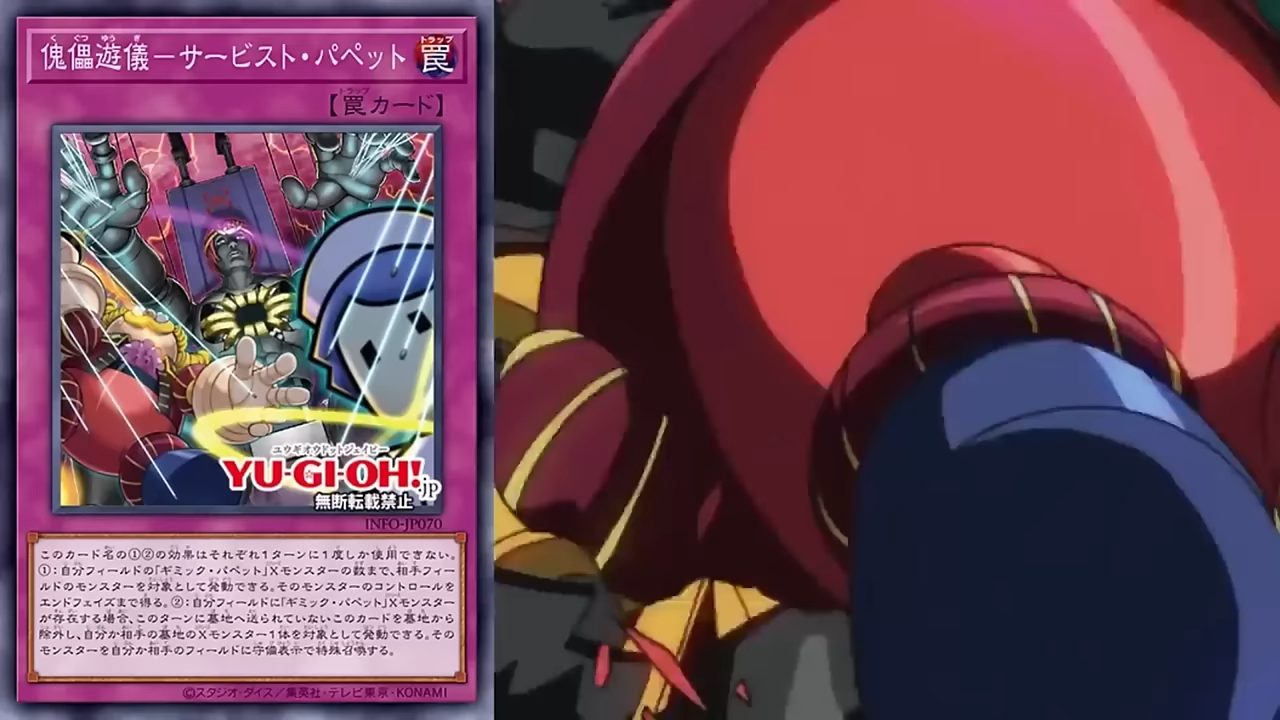 傀儡遊儀－サービスト・パペット
罠
【罠カード】
ユウギオウドットジェイピー
YU-GI-OH!.jp
無断転載禁止
INFO-JP070
このカード名の①②の効果はそれぞれ1ターンに1度しか使用できない。
①：自分フィールドの「ギミック・パペット」Xモンスターの数まで、相手フィー
ルドのモンスターを対象として発動できる。そのモンスターのコントロールを
エンドフェイズまで得る。②：自分フィールドに「ギミック・パペット」Xモンスター
が存在する場合、このターンに墓地へ送られていないこのカードを墓地から
除外し、自分か相手の墓地のXモンスター1体を対象として発動できる。その
モンスターを自分か相手のフィールドに守備表示で特殊召喚する。
©スタジオ・ダイス／集英社・テレビ東京・KONAMI